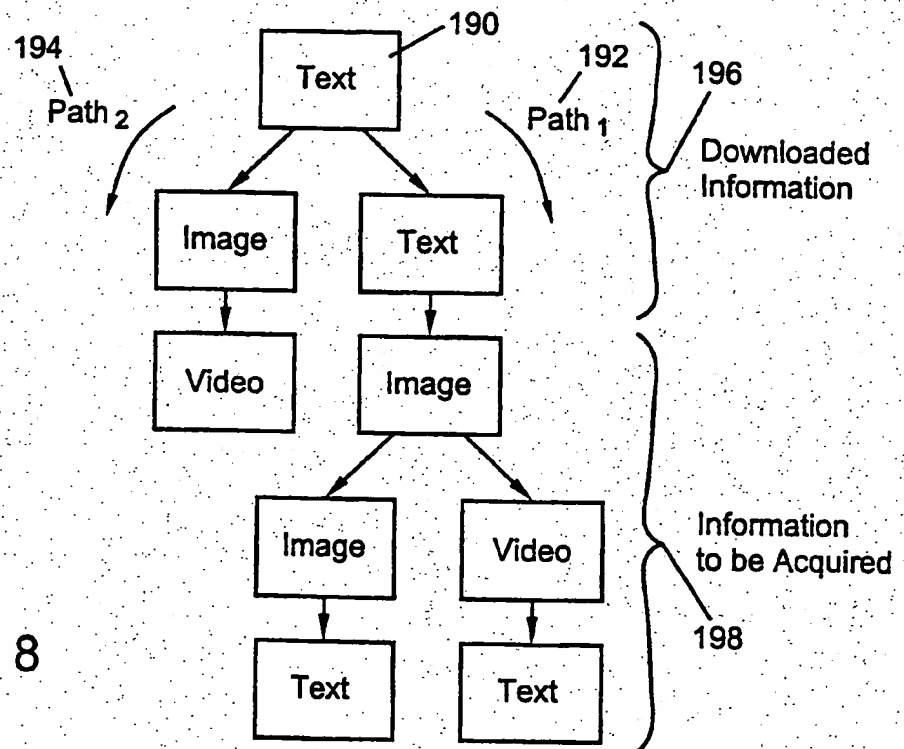 190
194
Text
192
196
Path 2
Path 1
Downloaded
Information
Image
Text
Video
Image
Image
Video
Information
to be Acquired
198
8
Text
Text